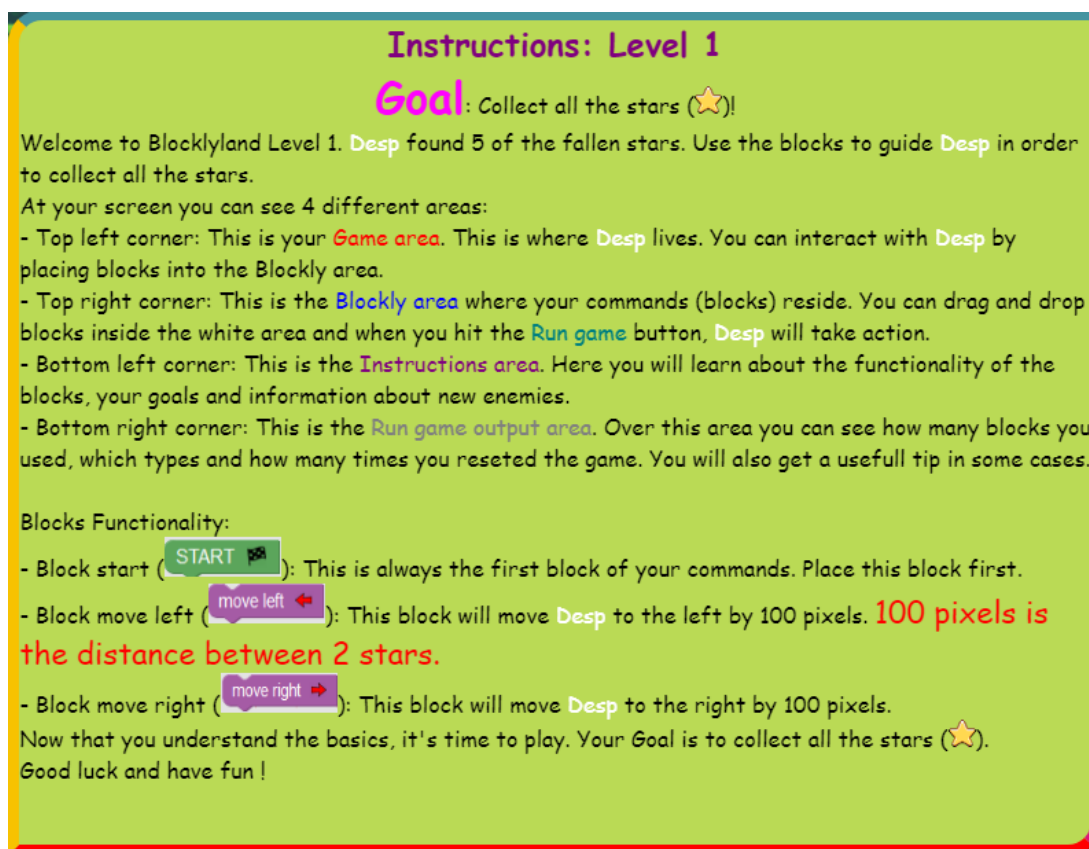 Instructions: Level 1
Goal: Collect all the stars ()!
Welcome to Blocklyland Level 1. Desp found 5 of the fallen stars. Use the blocks to guide Desp in order
to collect all the stars.
At your screen you can see 4 different areas:
- Top left corner: This is your Game area. This is where Desp lives. You can interact with Desp by
placing blocks into the Blockly area.
- Top right corner: This is the Blockly area where your commands (blocks) reside. You can drag and drop
blocks inside the white area and when you hit the Run game button, Desp will take action.
- Bottom left corner: This is the Instructions area. Here you will learn about the functionality of the
blocks, your goals and information about new enemies.
- Bottom right corner: This is the Run game output area. Over this area you can see how many blocks you
used, which types and how many times you reseted the game. You will also get a usefull tip in some cases.
Blocks Functionality:
- Block start (START): This is always the first block of your commands. Place this block first.
- Block move left (move left): This block will move Desp to the left by 100 pixels. 100 pixels is
the distance between 2 stars.
- Block move right (move right): This block will move Desp to the right by 100 pixels.
Now that you understand the basics, it's time to play. Your Goal is to collect all the stars ().
Good luck and have fun !